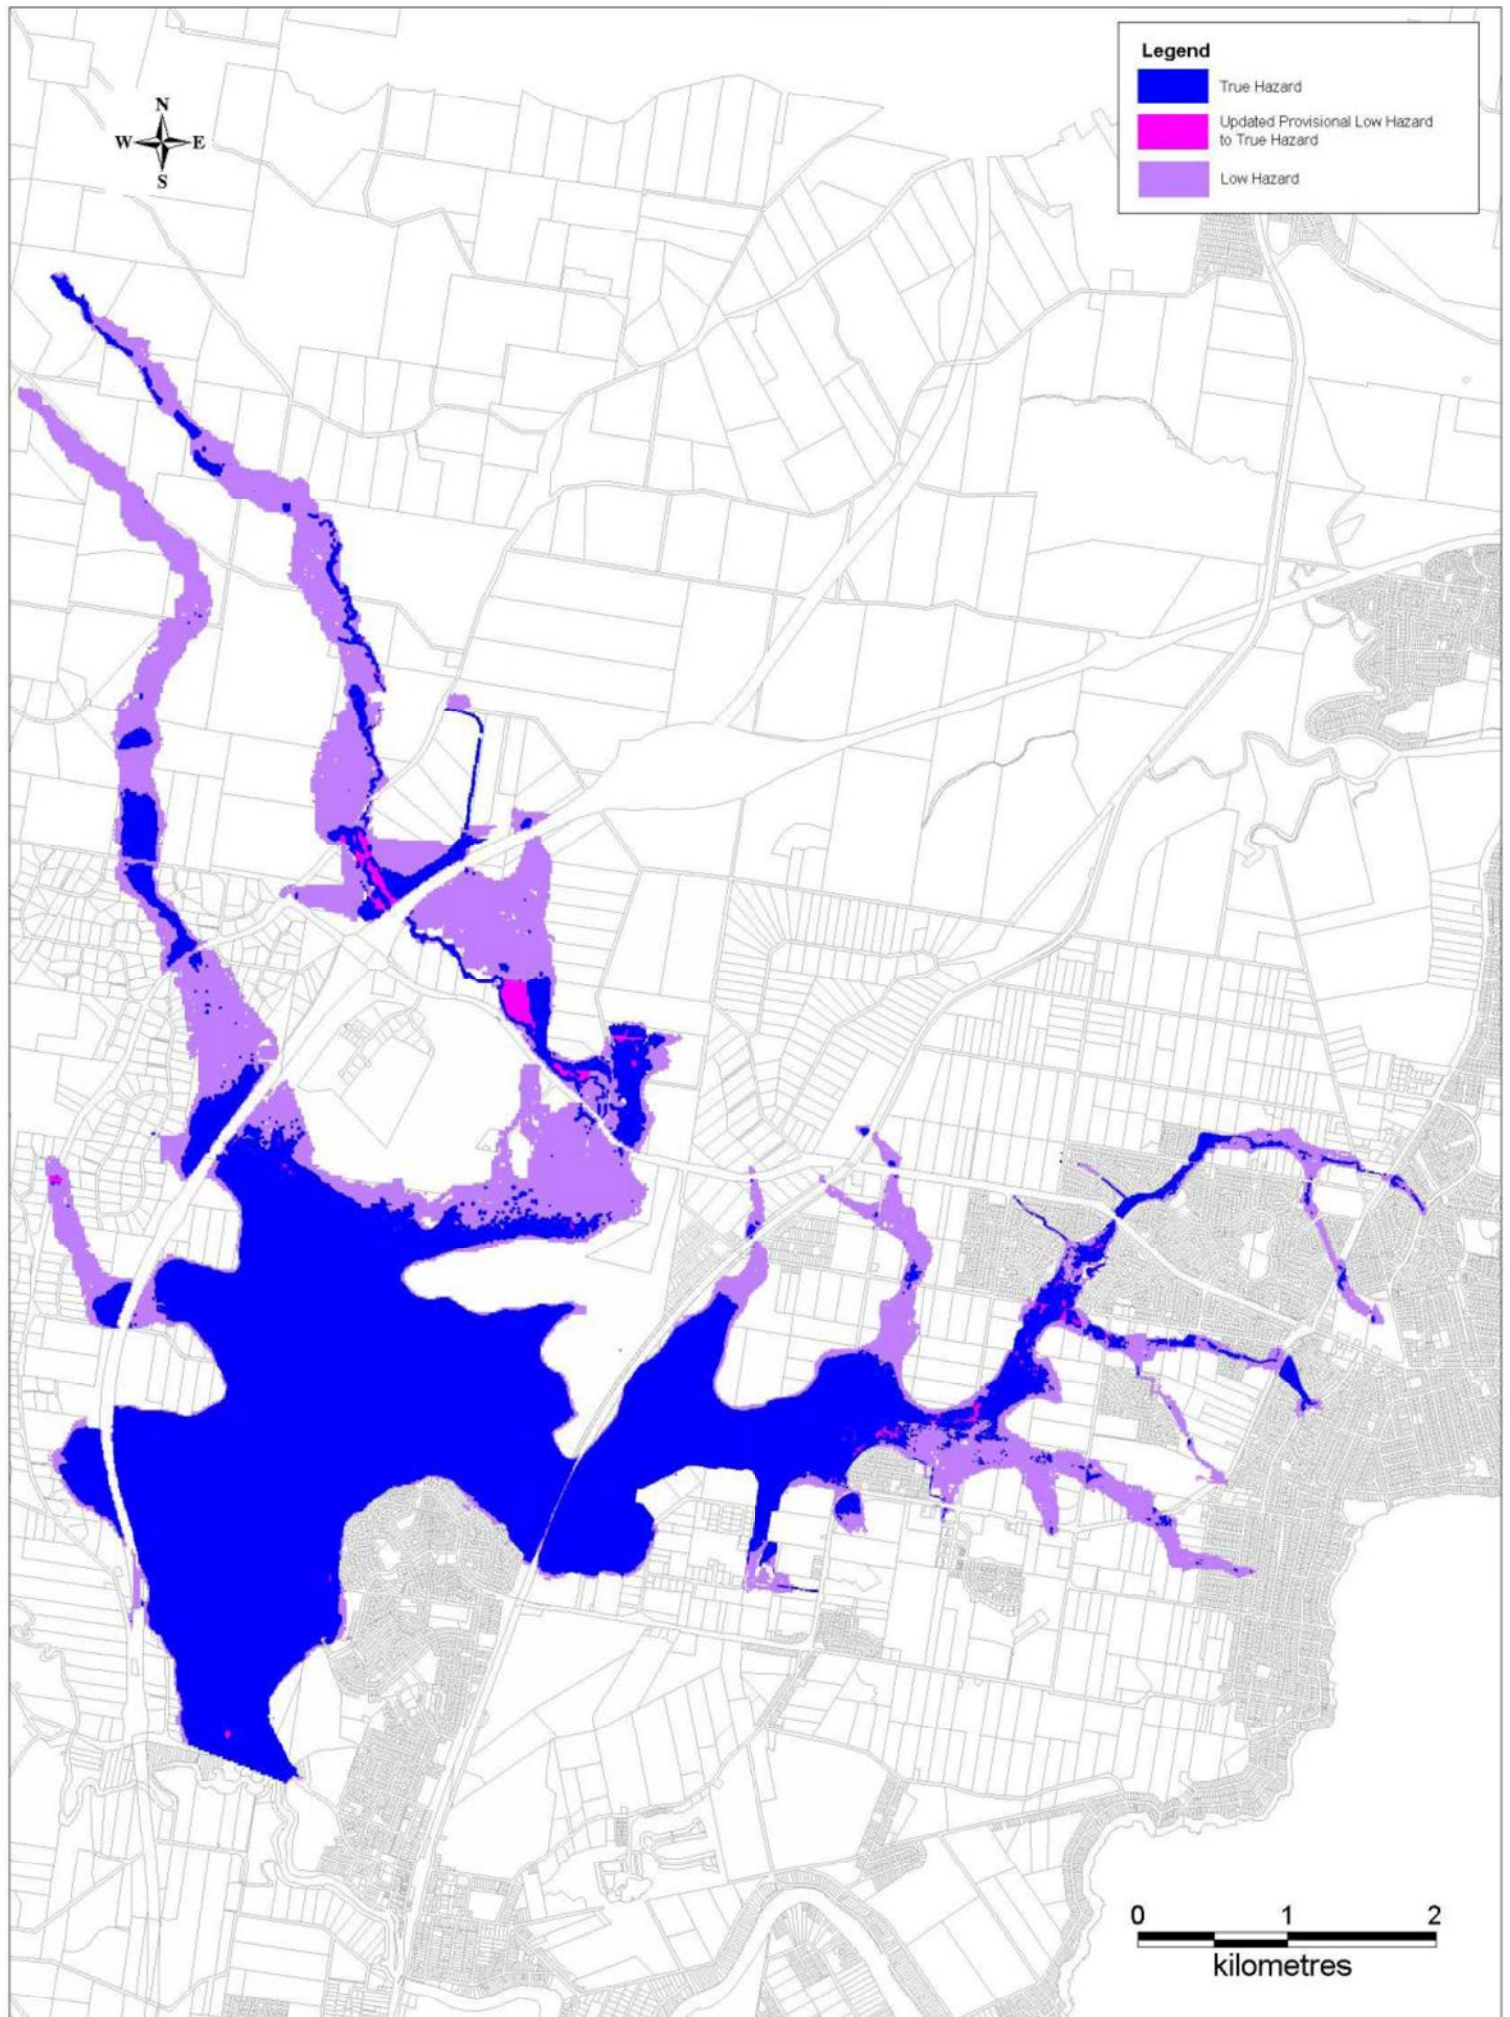 Legend
True Hazard
Updated Provisional Low Hazard
to True Hazard
Low Hazard
N
W E
S
0 1 2
kilometres